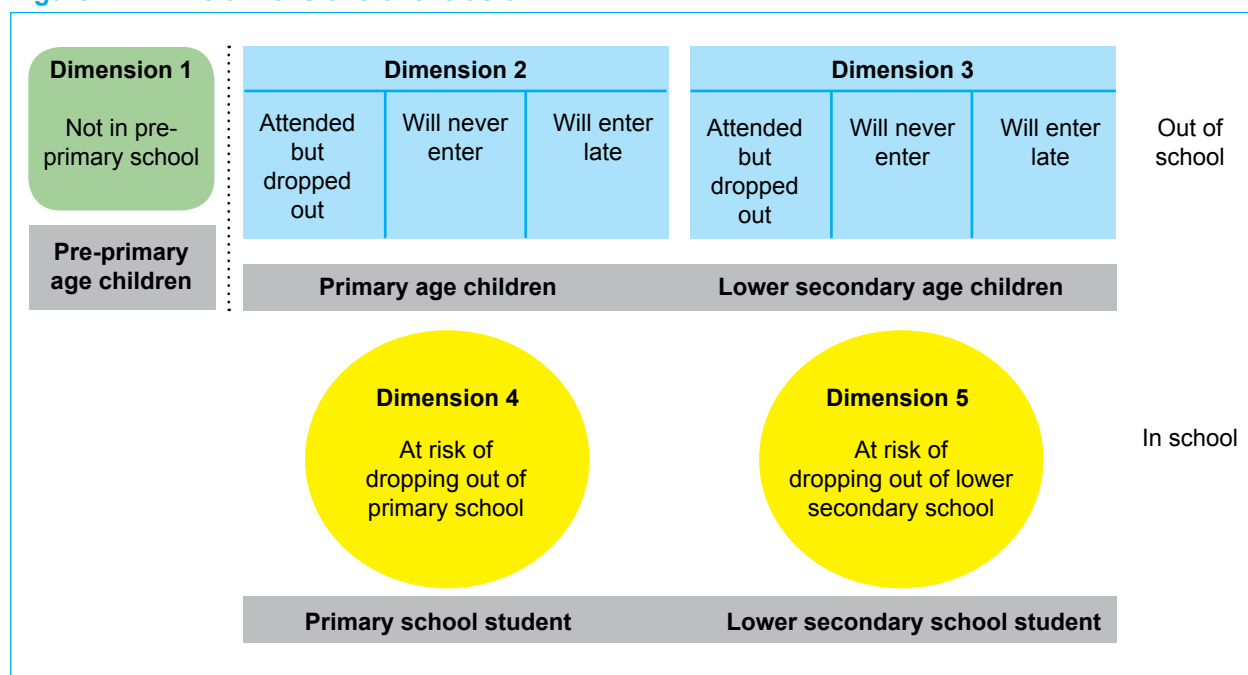 Dimension 1
Not in pre-
primary school
Pre-primary
age children
Dimension 2
Attended
but
dropped
out
Will never
enter
Will enter
late
Dimension 3
Attended
but
dropped
out
Will never
enter
Will enter
late
Out of
school
Primary age children
Lower secondary age children
Dimension 4
At risk of
dropping out of
primary school
Dimension 5
At risk of
dropping out of lower
secondary school
In school
Primary school student
Lower secondary school student